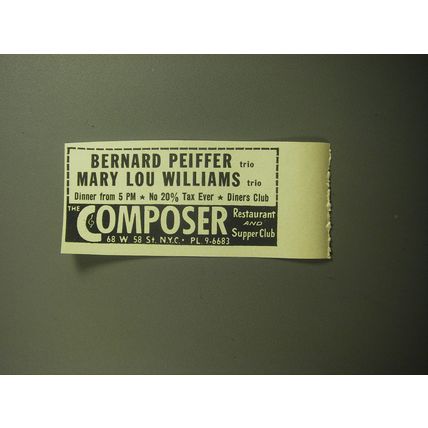 BERNARD PEIFFER trio
MARY LOU WILLIAMS trio
Dinner from 5 PM ★ No 20% Tax Ever ★ Diners Club
THE COMPOSER Restaurant AND Supper Club
68 W 58 St. N.Y.C. • PL 9-6683